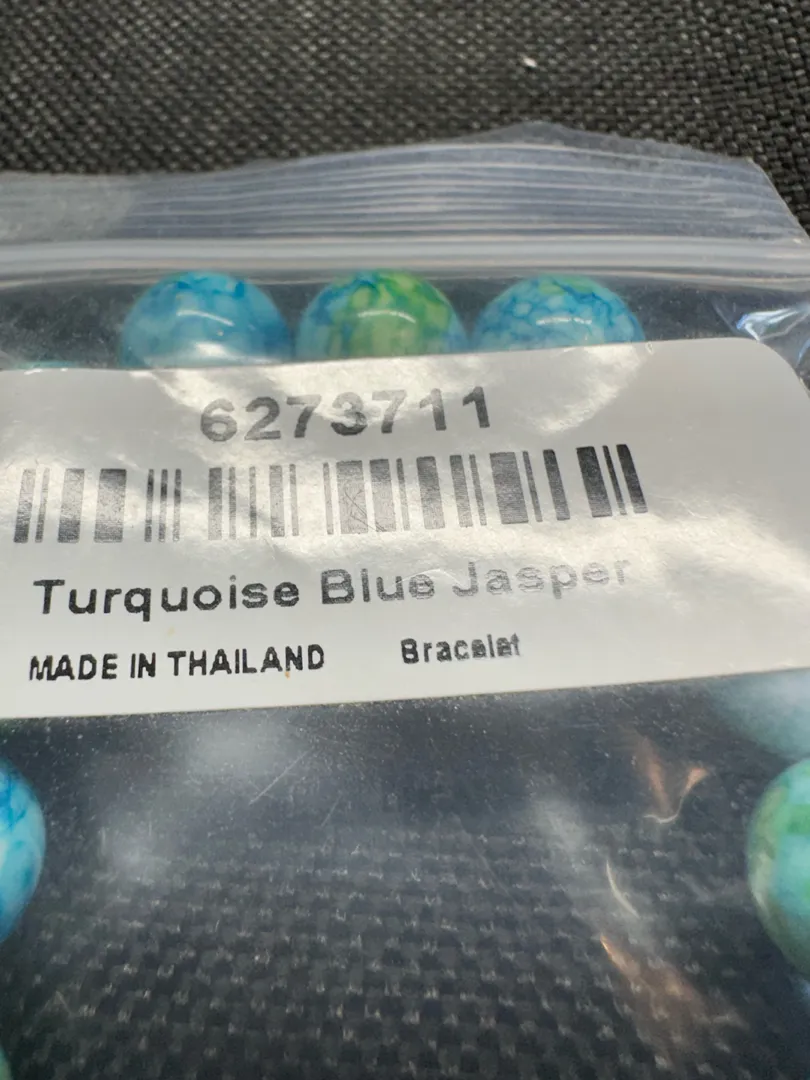 6273711
Turquoise Blue Jasper
MADE IN THAILAND Bracelet